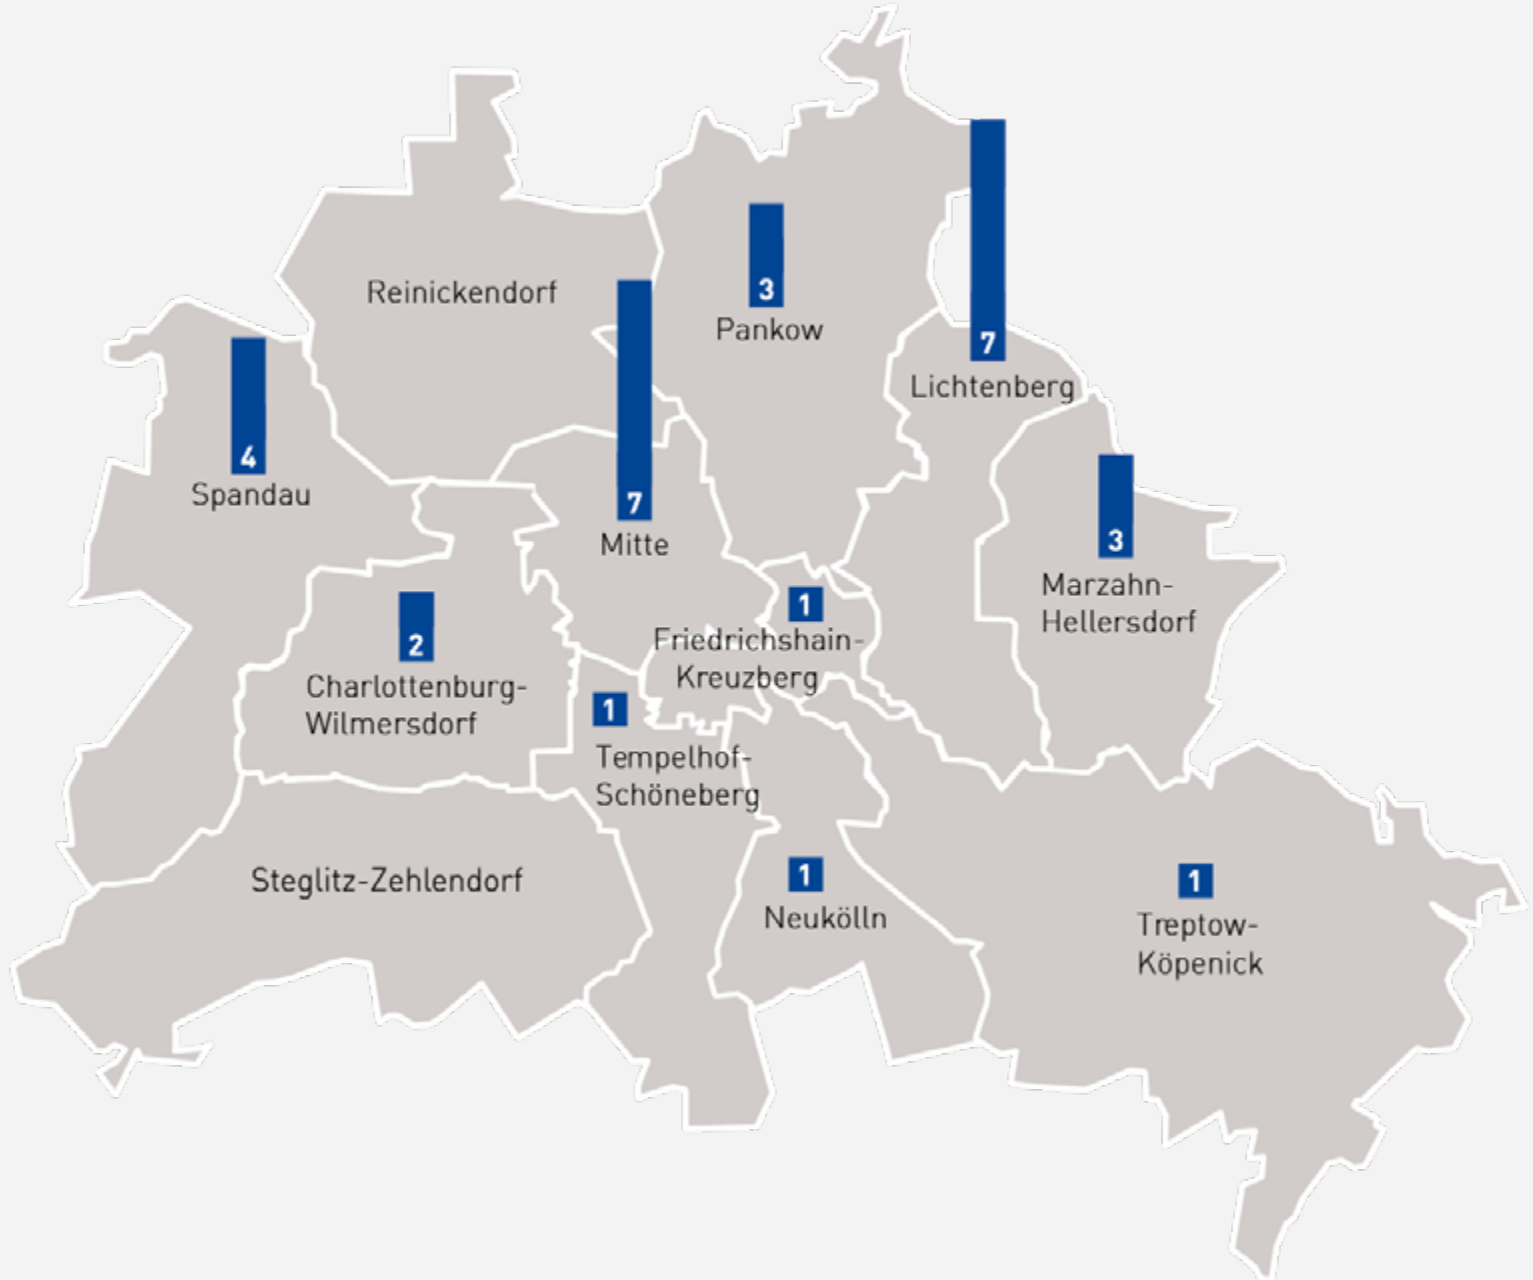 Reinickendorf
3
Pankow
7
Lichtenberg
4
Spandau
7
Mitte
3
Marzahn-
Hellersdorf
1
Friedrichshain-
Kreuzberg
2
Charlottenburg-
Wilmersdorf
1
Tempelhof-
Schöneberg
Steglitz-Zehlendorf
1
Neukölln
1
Treptow-
Köpenick